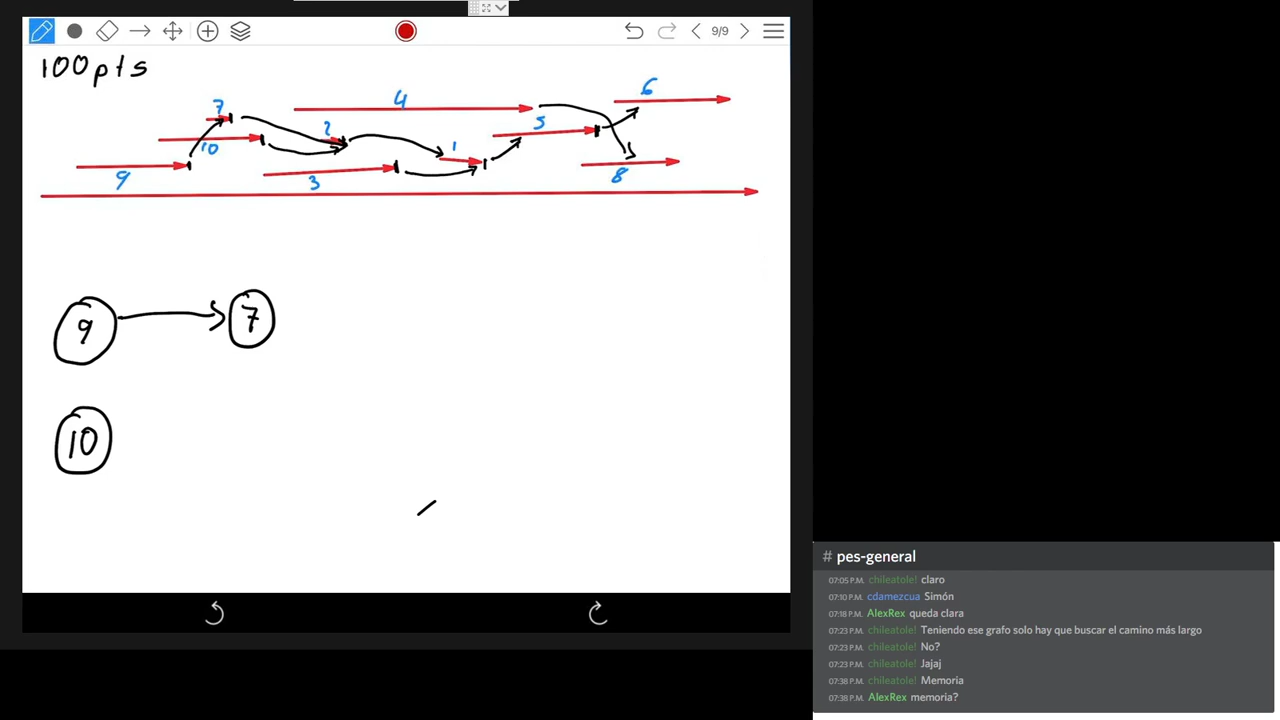 9/9
100pts
7 4 6
10 2 1 5
9 3 8
9 7
10
# pes-general
07:05 P.M. chileatole! claro
07:10 P.M. cdamezcua Simón
07:18 P.M. AlexRex queda clara
07:23 P.M. chileatole! Teniendo ese grafo solo hay que buscar el camino más largo
07:23 P.M. chileatole! No?
07:23 P.M. chileatole! Jajaj
07:38 P.M. chileatole! Memoria
07:38 P.M. AlexRex memoria?